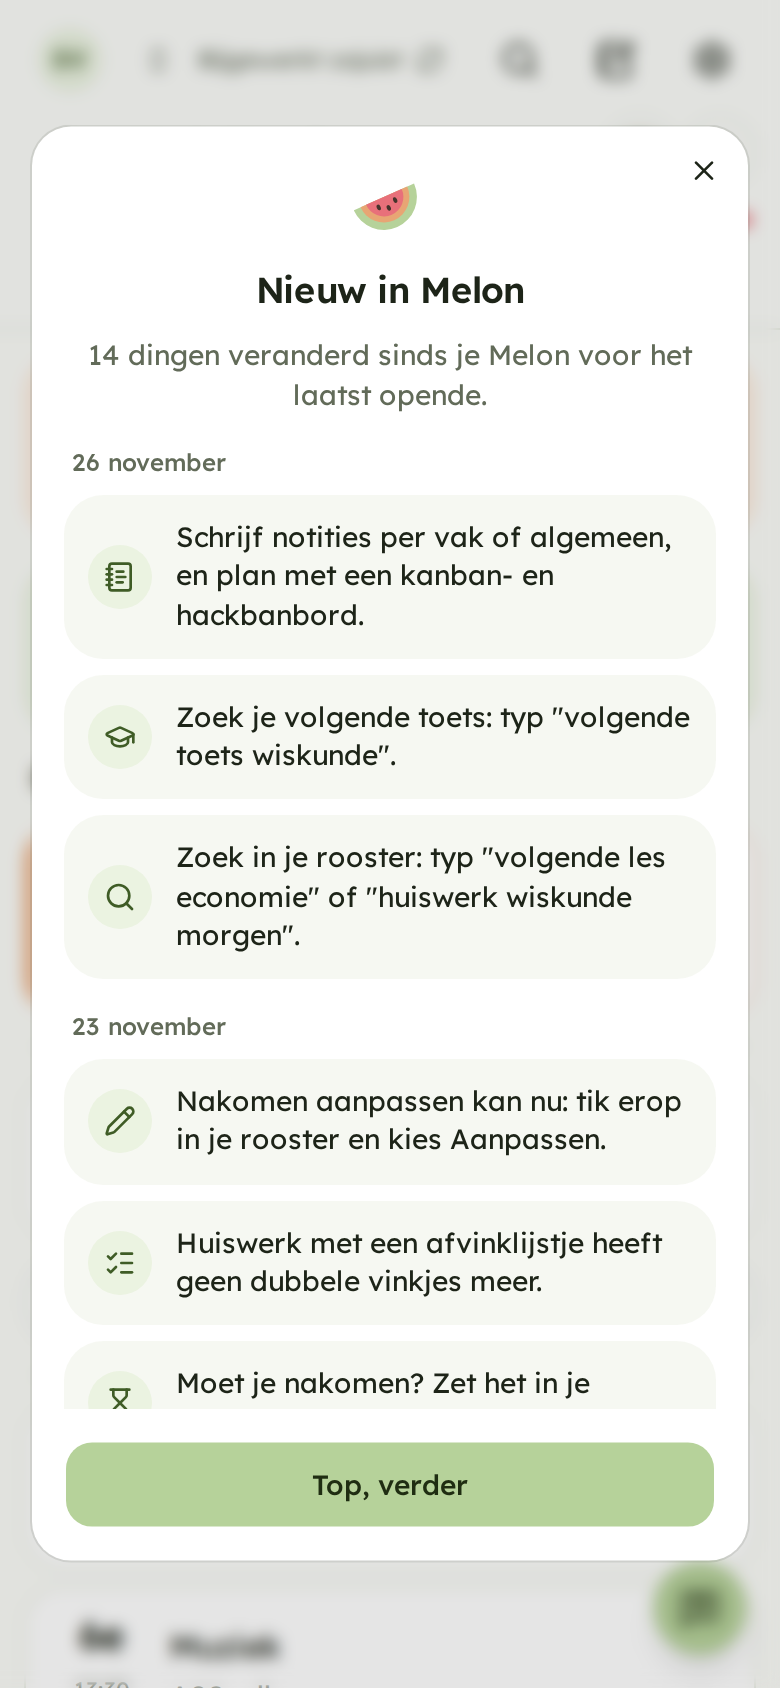 Nieuw in Melon
14 dingen veranderd sinds je Melon voor het
laatst opende.
26 november
Schrijf notities per vak of algemeen,
en plan met een kanban- en
hackbanbord.
Zoek je volgende toets: typ "volgende
toets wiskunde".
Zoek in je rooster: typ "volgende les
economie" of "huiswerk wiskunde
morgen".
23 november
Nakomen aanpassen kan nu: tik erop
in je rooster en kies Aanpassen.
Huiswerk met een afvinklijstje heeft
geen dubbele vinkjes meer.
Moet je nakomen? Zet het in je
Top, verder
Muziek